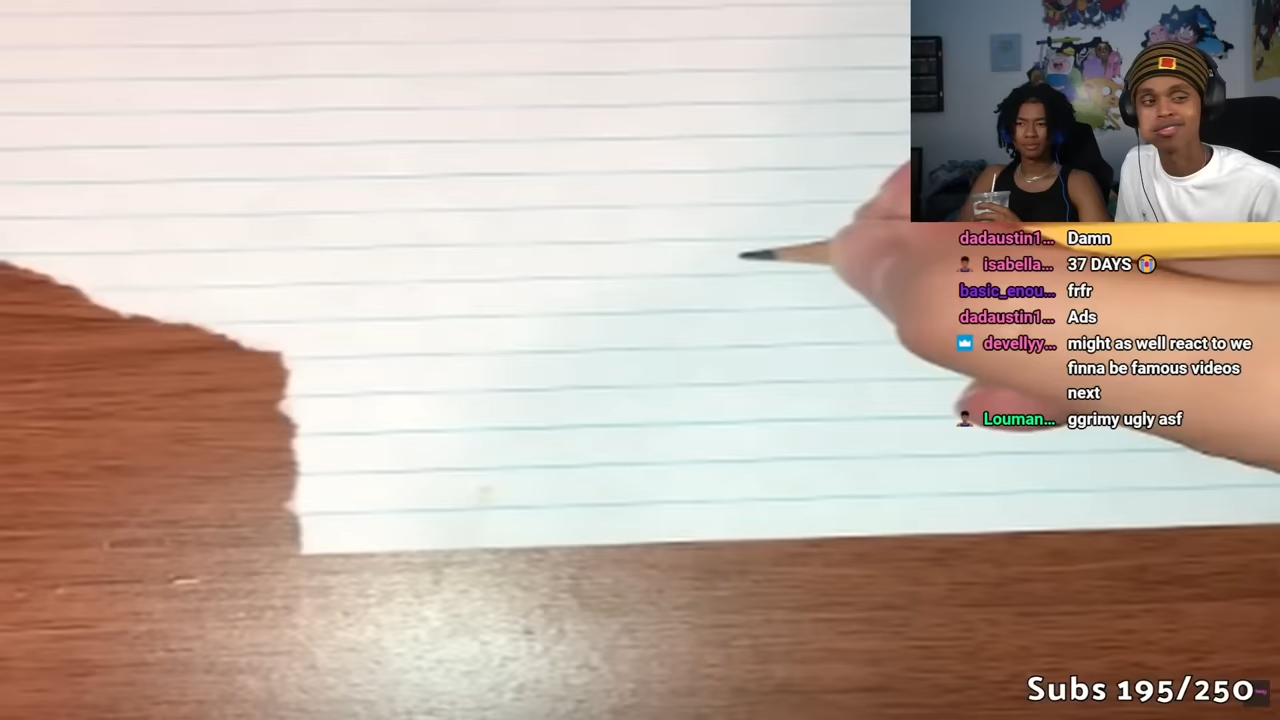 dadaustin1... Damn
isabella... 37 DAYS 😭
basic_enou... frfr
dadaustin1... Ads
devellyy... might as well react to we
finna be famous videos
next
Louman... ggrimy ugly asf
Subs 195/250